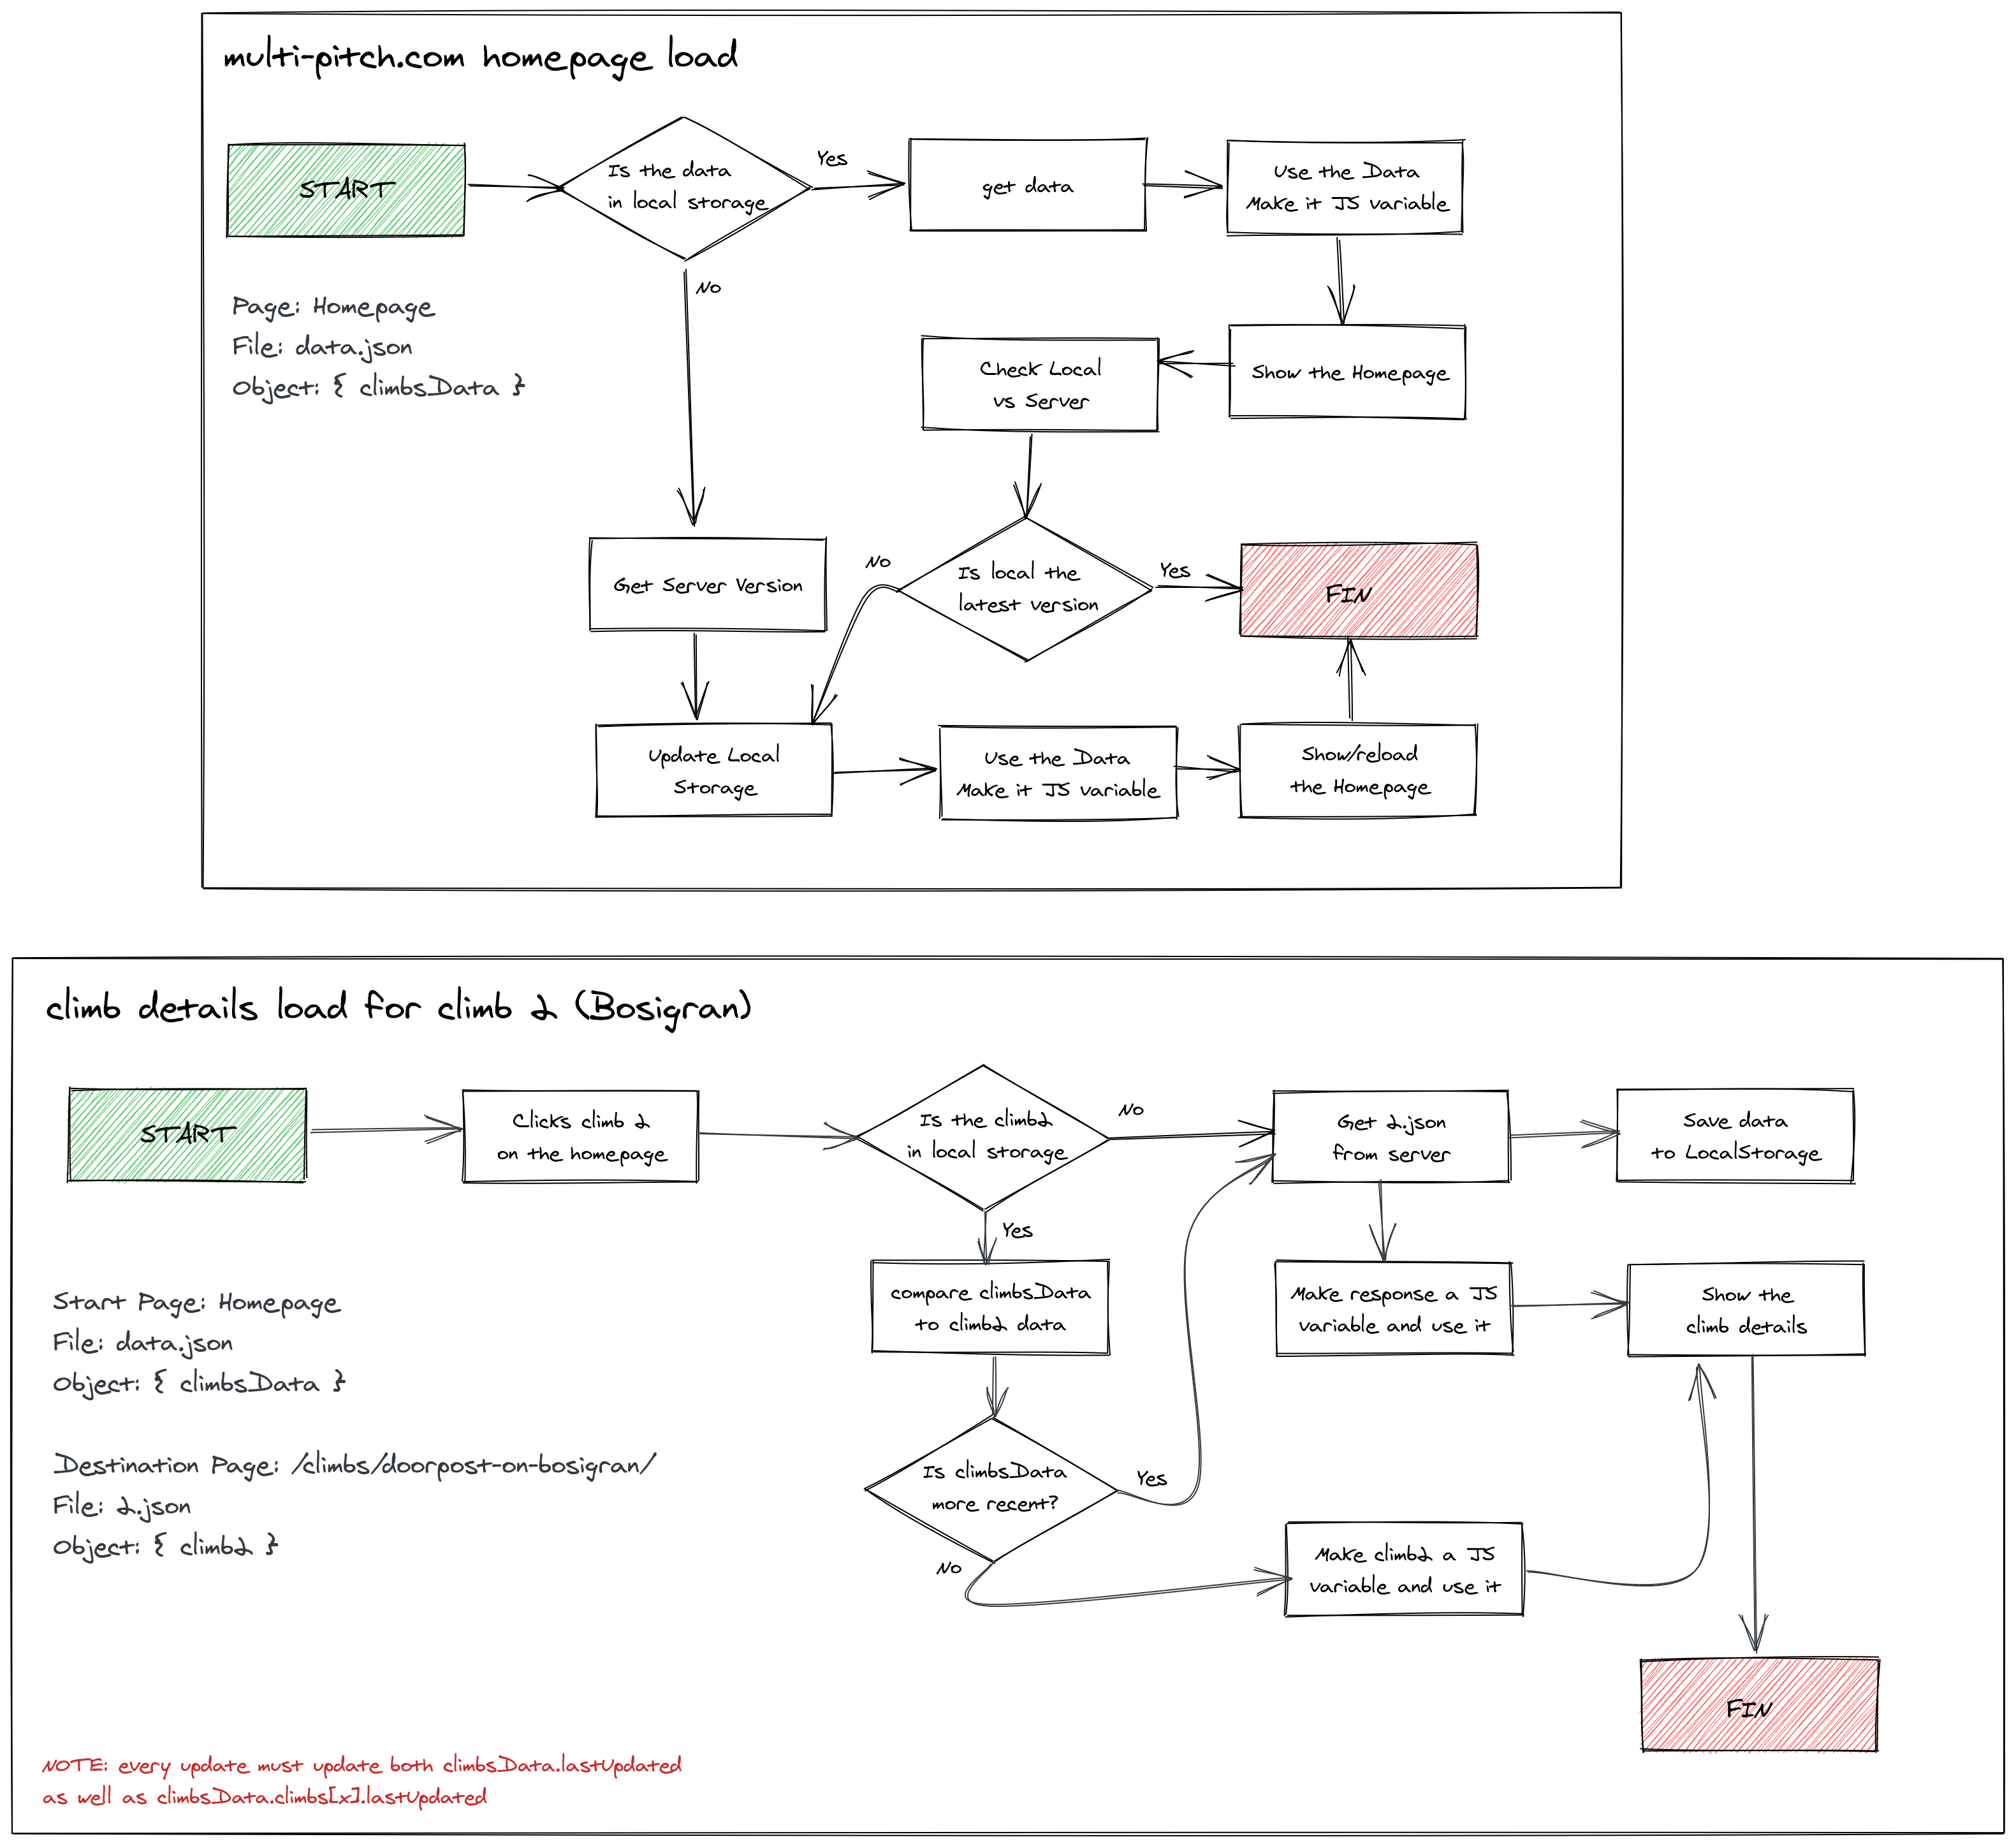 multi-pitch.com homepage load
START
Is the data
in local storage
Yes
get data
Use the Data
Make it JS variable
No
Page: Homepage
File: data.json
Object: { climbsData }
Check Local
vs Server
Show the Homepage
Get Server Version
No
Is local the
latest version
Yes
FIN
Update Local
Storage
Use the Data
Make it JS variable
Show/reload
the Homepage
climb details load for climb 2 (Bosigran)
START
Clicks climb 2
on the homepage
Is the climb2
in local storage
No
Get 2.json
from server
Save data
to LocalStorage
Yes
compare climbsData
to climb2 data
Make response a JS
variable and use it
Show the
climb details
Start Page: Homepage
File: data.json
Object: { climbsData }
Destination Page: /climbs/doorpost-on-bosigran/
File: 2.json
Object: { climb2 }
Is climbsData
more recent?
Yes
No
Make climb2 a JS
variable and use it
FIN
NOTE: every update must update both climbsData.lastUpdated
as well as climbsData.climbs[x].lastUpdated